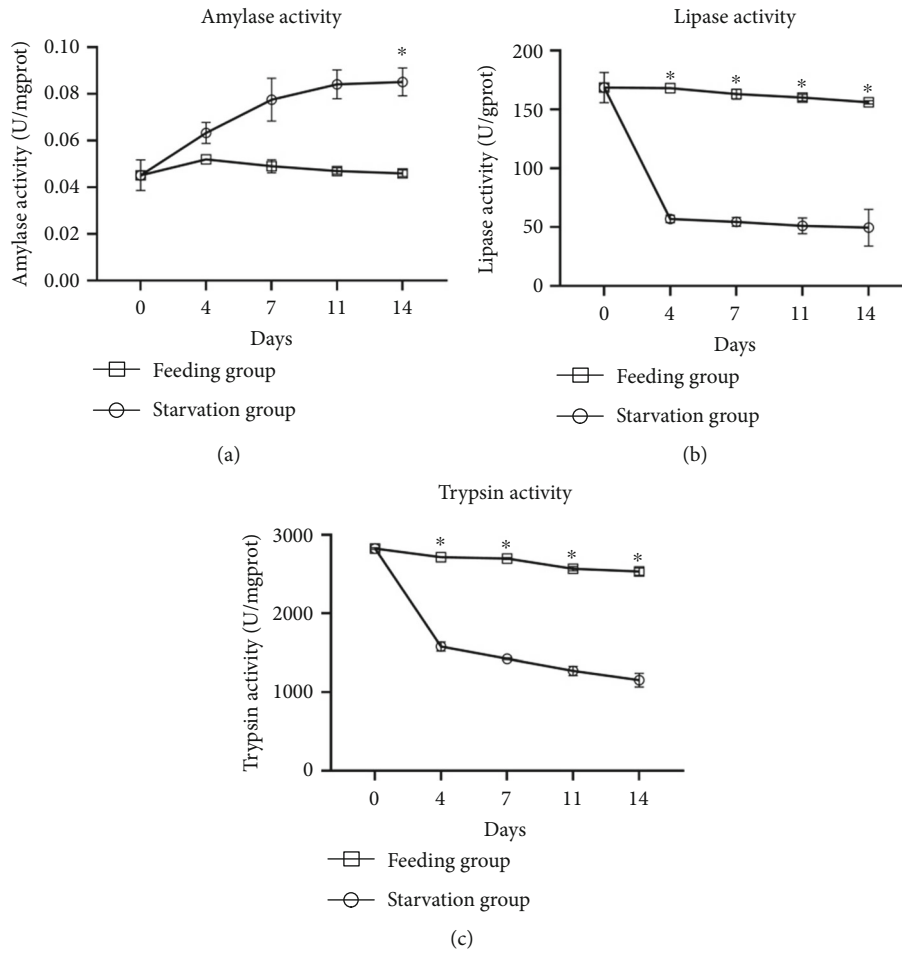 Amylase activity
Amylase activity (U/mgprot)
0.10
0.08
0.06
0.04
0.02
0.00
*
0 4 7 11 14
Days
Feeding group
Starvation group
(a)
Lipase activity
Lipase activity (U/gprot)
200
150
100
50
0
* * * *
0 4 7 11 14
Days
Feeding group
Starvation group
(b)
Trypsin activity
Trypsin activity (U/mgprot)
3000
2000
1000
0
* * * *
0 4 7 11 14
Days
Feeding group
Starvation group
(c)